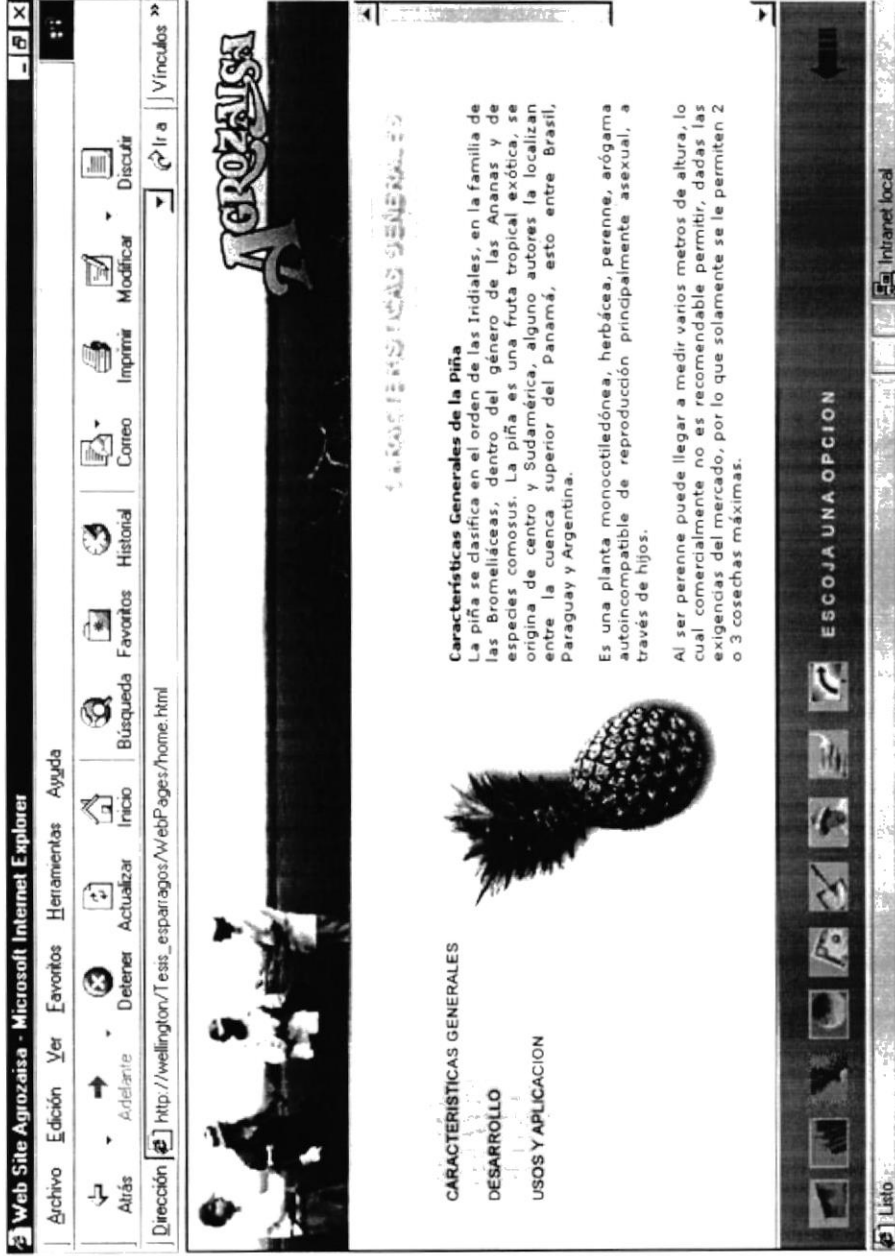 Web Site Agrozaisa - Microsoft Internet Explorer
Archivo Edición Ver Favoritos Herramientas Ayuda
Atrás Adelante Detener Actualizar Inicio Búsqueda Favoritos Historial Correo Imprimir Modificar Discutir
Dirección http://wellington/Tesis_esparragos/WebPages/home.html Ir a Vínculos »
AGROZAISA
CARACTERISTICAS GENERALES
CARACTERISTICAS GENERALES
DESARROLLO
USOS Y APLICACION
Características Generales de la Piña
La piña se clasifica en el orden de las Iridiales, en la familia de
las Bromeliáceas, dentro del género de las Ananas y de
especies comosus. La piña es una fruta tropical exótica, se
origina de centro y Sudamérica, alguno autores la localizan
entre la cuenca superior del Panamá, esto entre Brasil,
Paraguay y Argentina.
Es una planta monocotiledónea, herbácea, perenne, arógama
autoincompatible de reproducción principalmente asexual, a
través de hijos.
Al ser perenne puede llegar a medir varios metros de altura, lo
cual comercialmente no es recomendable permitir, dadas las
exigencias del mercado, por lo que solamente se le permiten 2
o 3 cosechas máximas.
ESCOJA UNA OPCION
Listo Intranet local